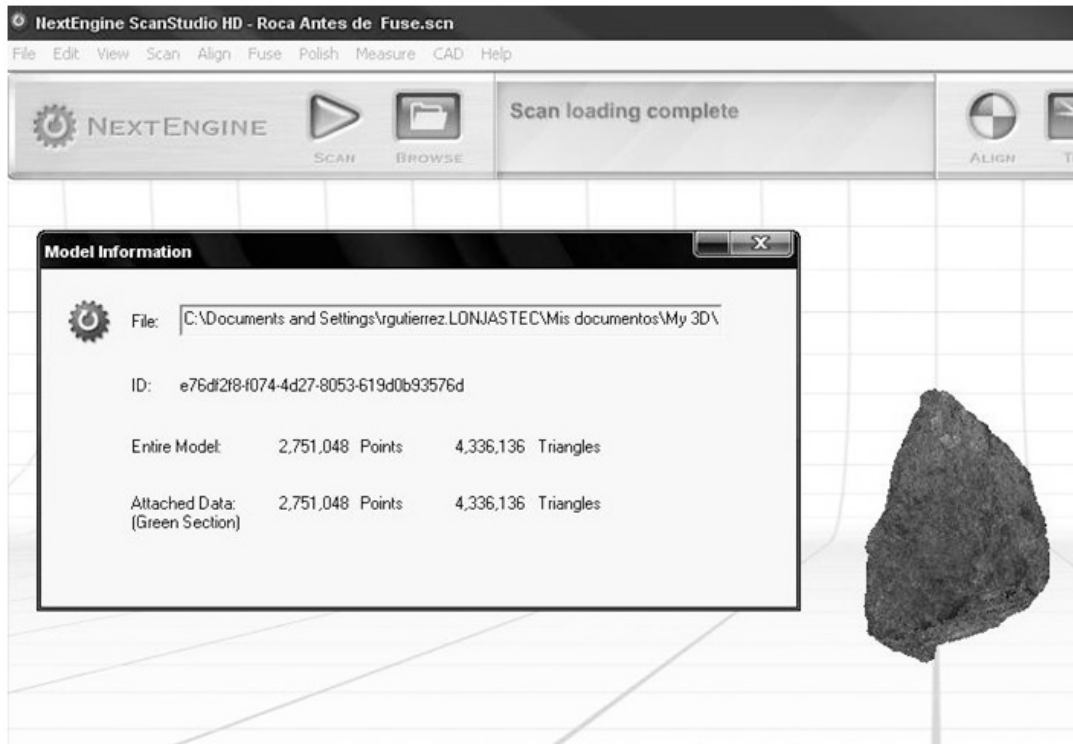 NextEngine ScanStudio HD - Roca Antes de Fuse.scn
File Edit View Scan Align Fuse Polish Measure CAD Help
NEXTENGINE
SCAN
BROWSE
Scan loading complete
ALIGN
Model Information
File: C:\Documents and Settings\rgutierrez.LONJASTEC\Mis documentos\My 3D\
ID: e76df2f8-f074-4d27-8053-619d0b93576d
Entire Model: 2,751,048 Points 4,336,136 Triangles
Attached Data: 2,751,048 Points 4,336,136 Triangles
(Green Section)